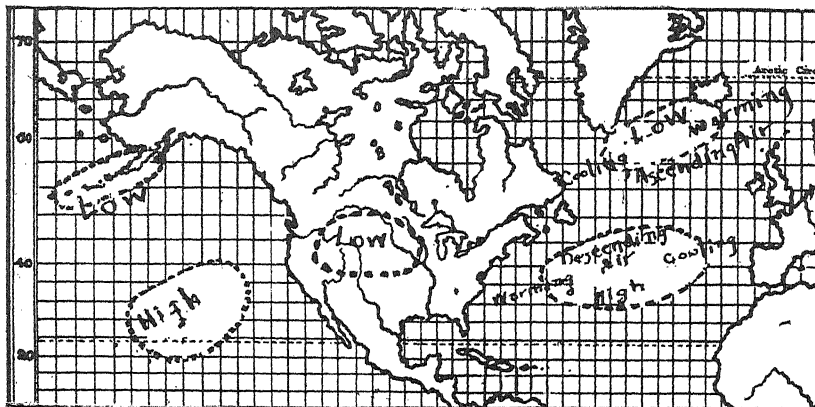 70
Arctic Circ
60
Low Warming
Cooling Ascending Air
Low
Low
Descending
Air Cooling
40
Warming High
High
20